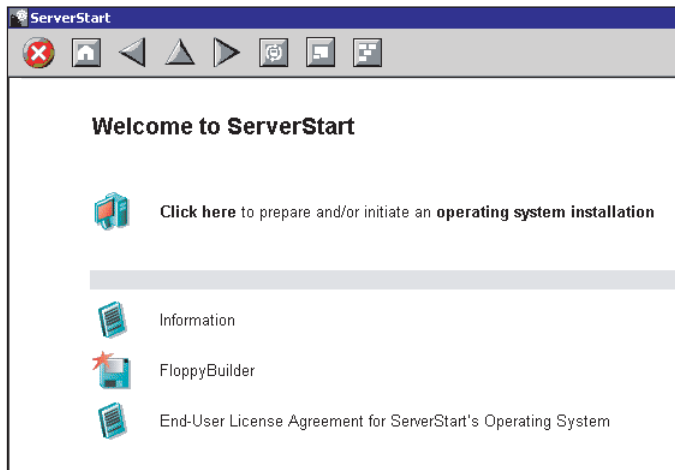 ServerStart
Welcome to ServerStart
Click here to prepare and/or initiate an operating system installation
Information
FloppyBuilder
End-User License Agreement for ServerStart's Operating System